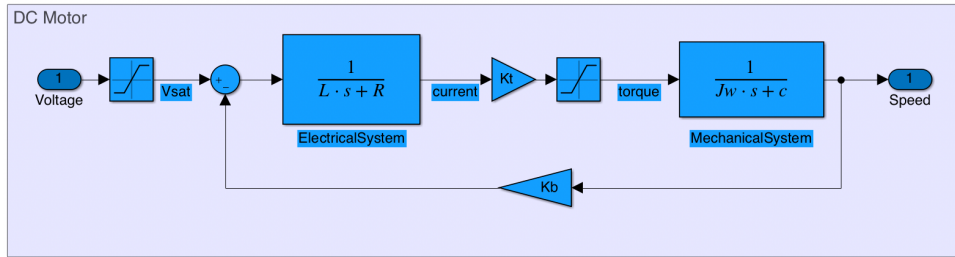 DC Motor
1
Voltage
Vsat
+
−
1
L · s + R
ElectricalSystem
current
Kt
torque
1
Jw · s + c
MechanicalSystem
1
Speed
Kb